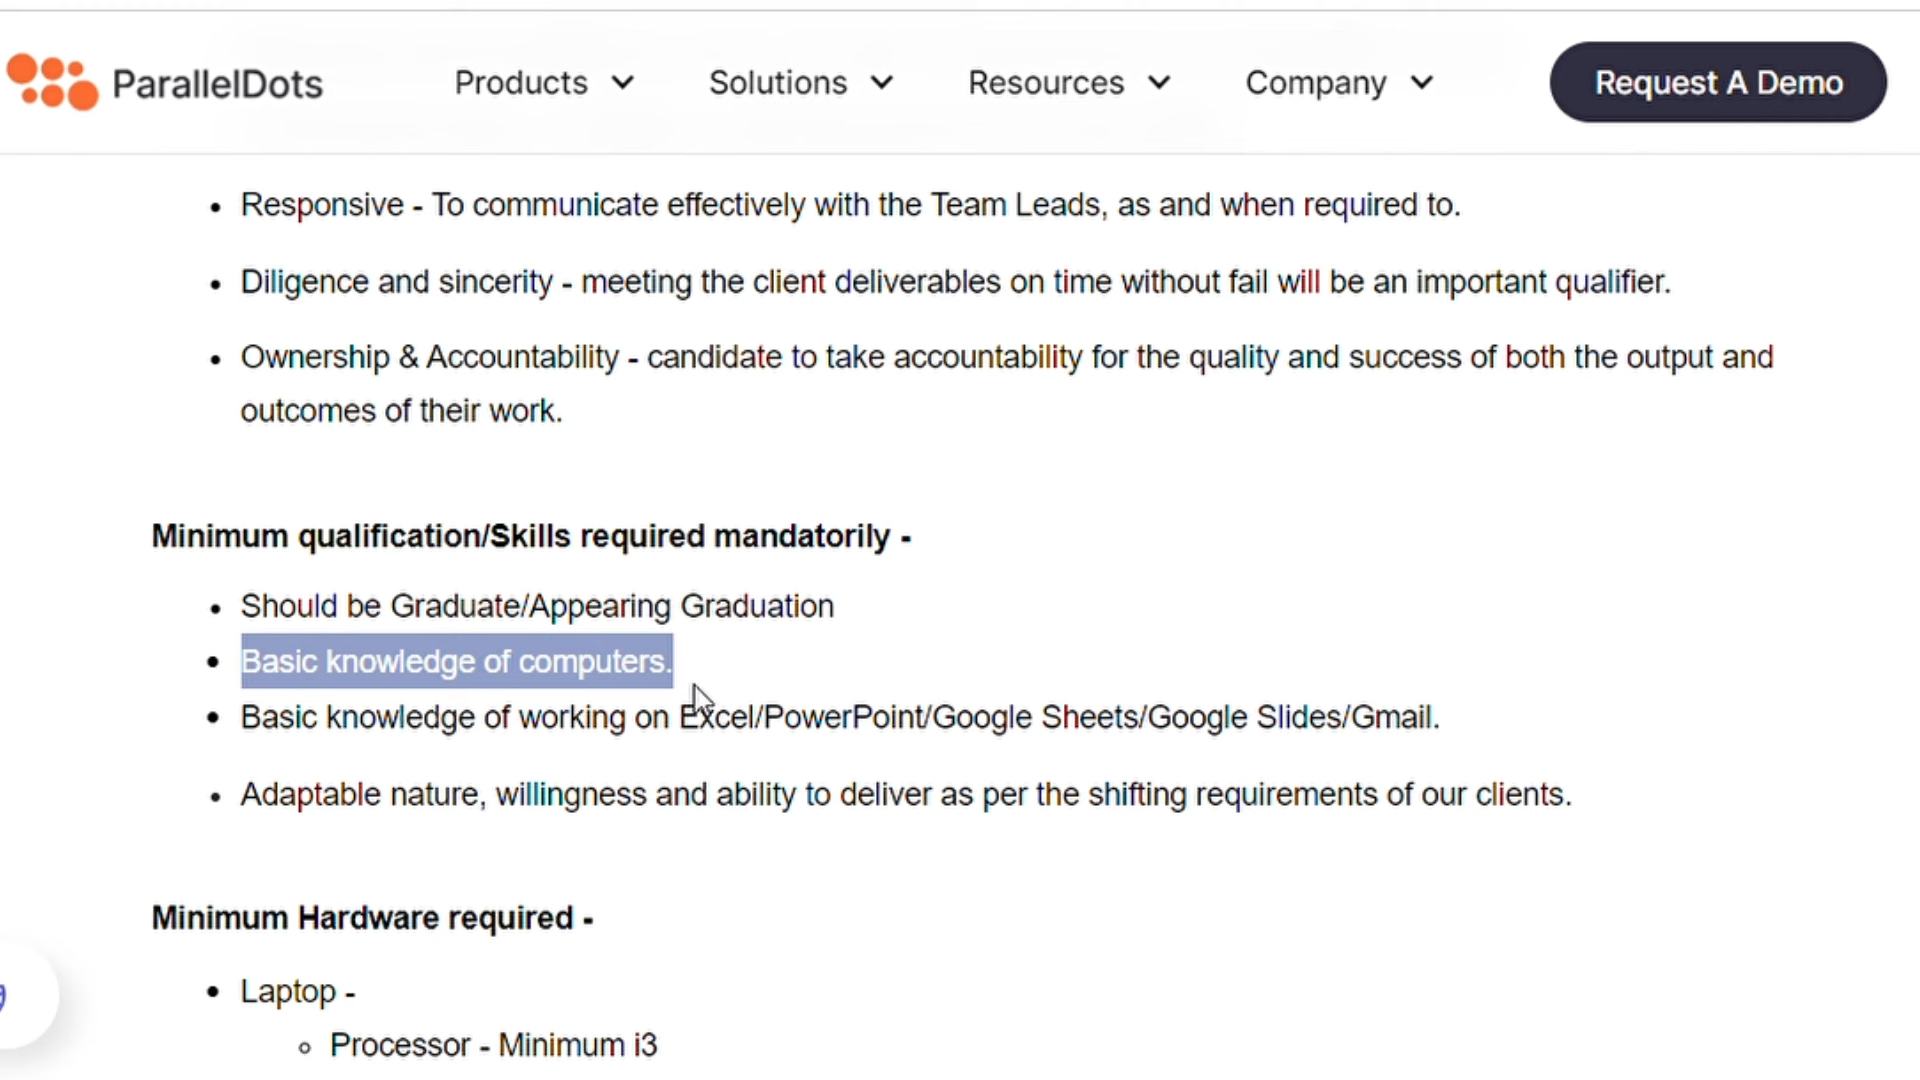 ParallelDots
Products
Solutions
Resources
Company
Request A Demo
• Responsive - To communicate effectively with the Team Leads, as and when required to.
• Diligence and sincerity - meeting the client deliverables on time without fail will be an important qualifier.
• Ownership & Accountability - candidate to take accountability for the quality and success of both the output and
outcomes of their work.
Minimum qualification/Skills required mandatorily -
• Should be Graduate/Appearing Graduation
• Basic knowledge of computers.
• Basic knowledge of working on Excel/PowerPoint/Google Sheets/Google Slides/Gmail.
• Adaptable nature, willingness and ability to deliver as per the shifting requirements of our clients.
Minimum Hardware required -
• Laptop -
◦ Processor - Minimum i3